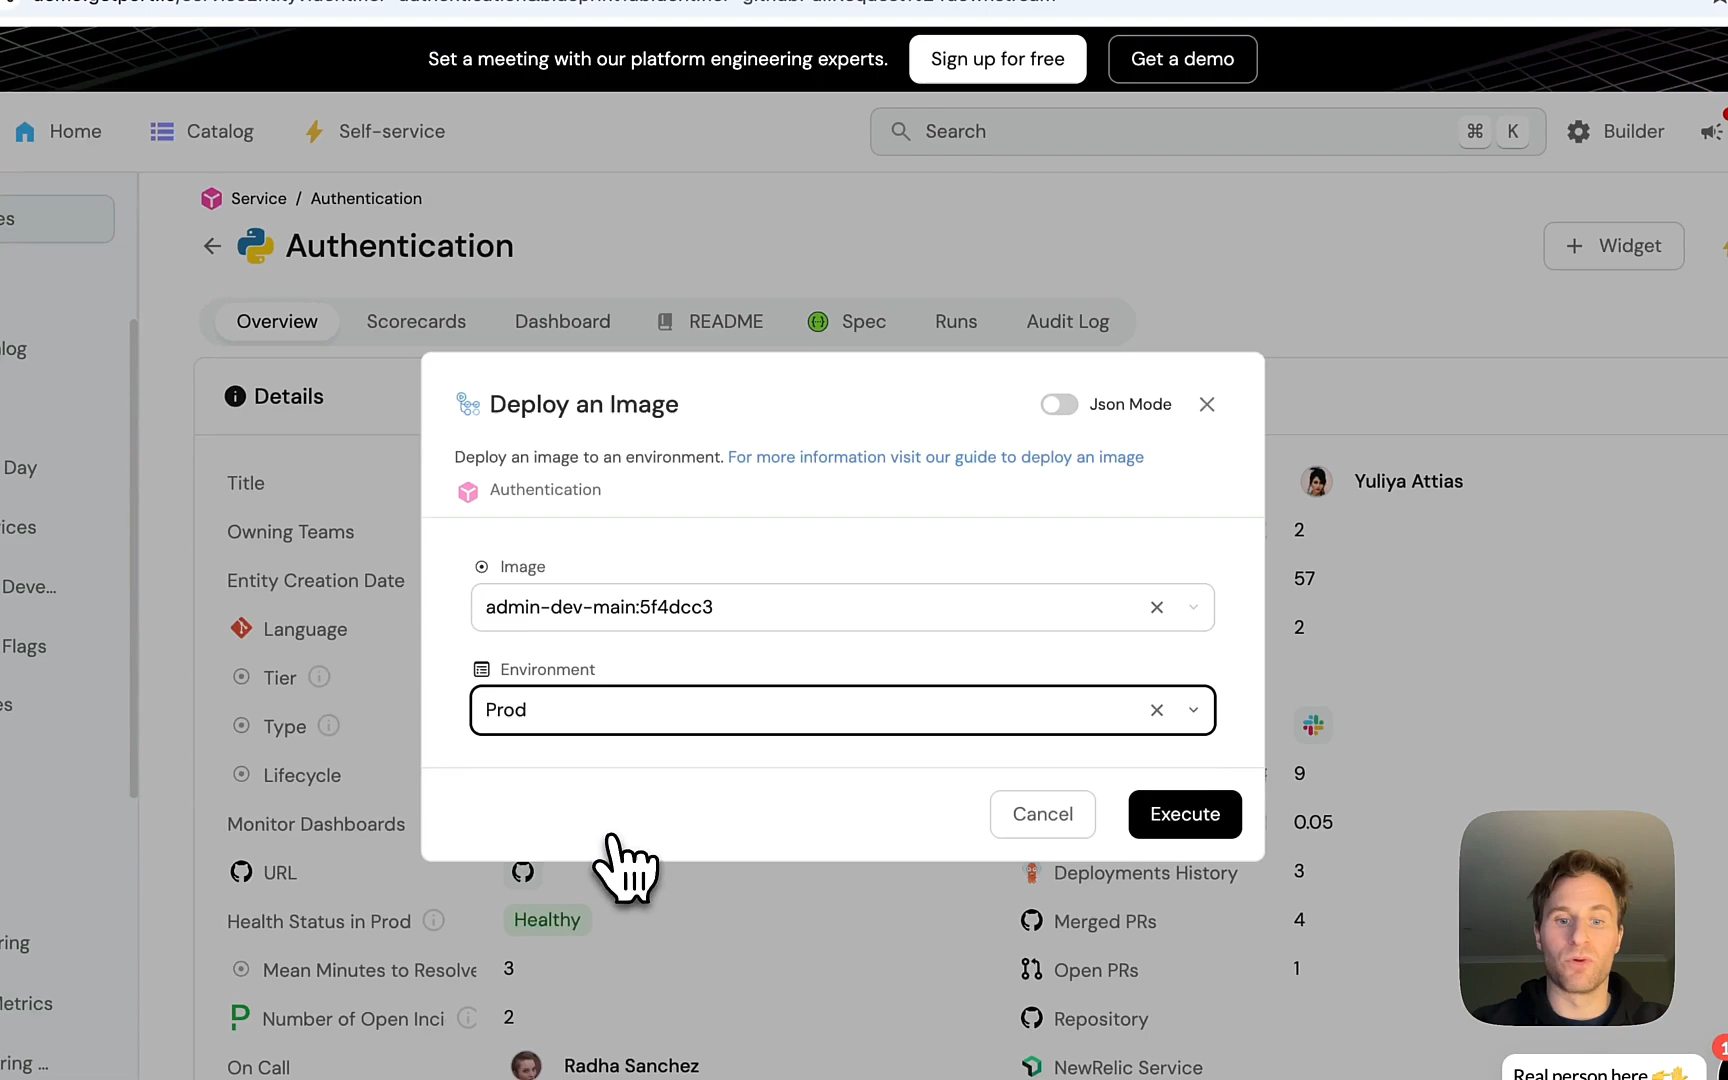 Set a meeting with our platform engineering experts.
Sign up for free
Get a demo
Home
Catalog
Self-service
Search
⌘ K
Builder
es
Service / Authentication
Authentication
+ Widget
Overview
Scorecards
Dashboard
README
Spec
Runs
Audit Log
log
Details
Deploy an Image
Json Mode
Deploy an image to an environment. For more information visit our guide to deploy an image
Authentication
Day
Title
Yuliya Attias
ices
Owning Teams
2
Image
Deve...
Entity Creation Date
admin-dev-main:5f4dcc3
57
Flags
Language
2
Environment
Tier
es
Prod
Type
Lifecycle
9
Monitor Dashboards
Cancel
Execute
0.05
URL
Deployments History
3
Health Status in Prod
Healthy
Merged PRs
4
ring
Mean Minutes to Resolve
3
Open PRs
1
Metrics
Number of Open Inci
2
Repository
ring ...
On Call
Radha Sanchez
NewRelic Service
Real person here
1